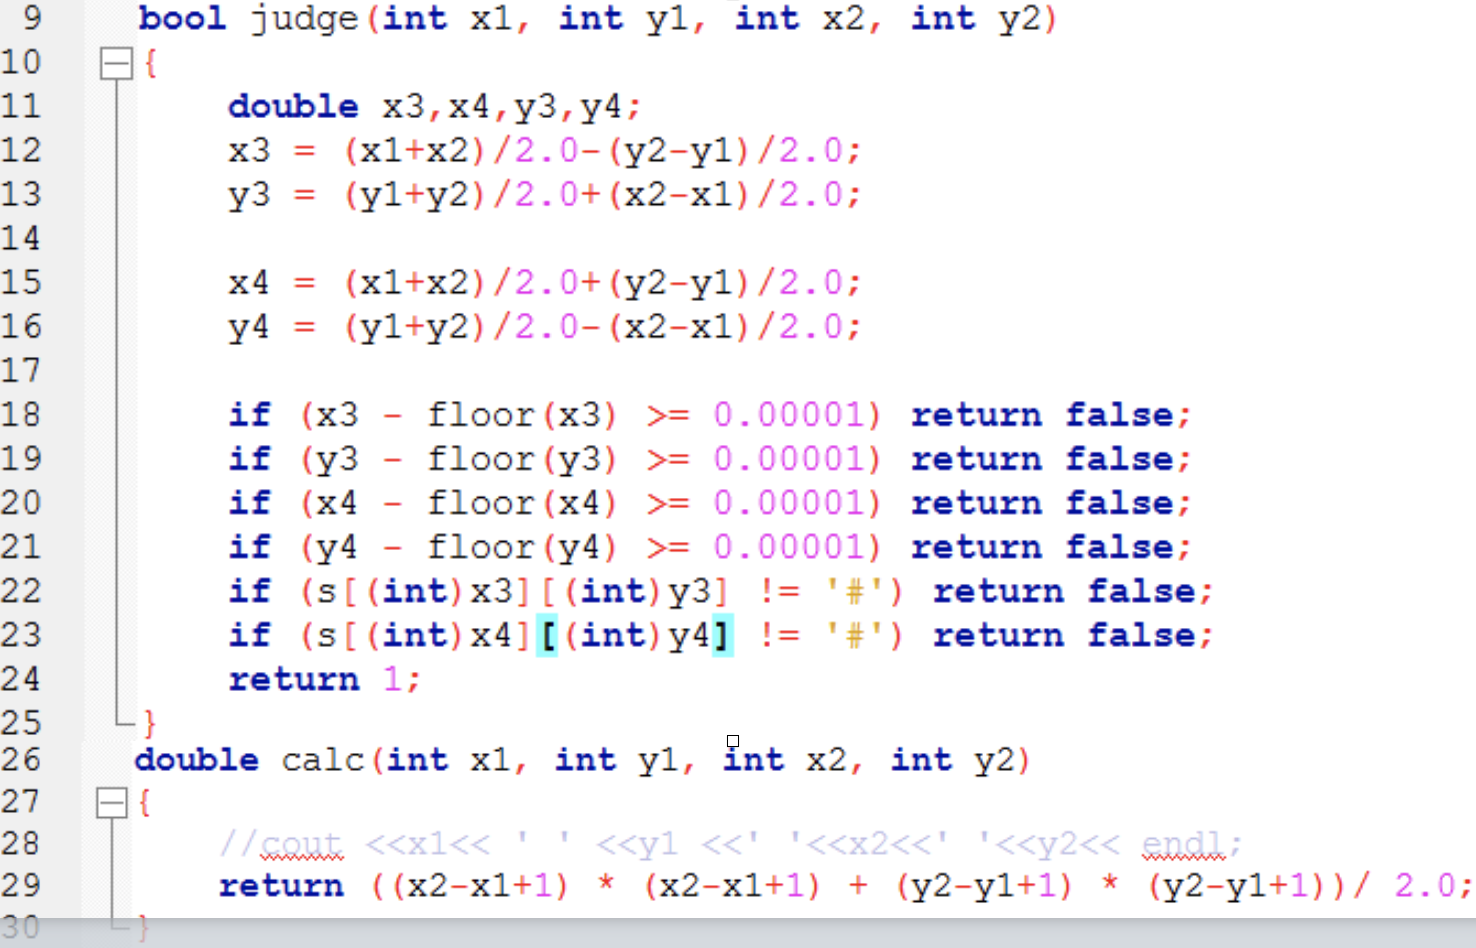 9 bool judge(int x1, int y1, int x2, int y2)
10 {
11 double x3,x4,y3,y4;
12 x3 = (x1+x2)/2.0-(y2-y1)/2.0;
13 y3 = (y1+y2)/2.0+(x2-x1)/2.0;
14
15 x4 = (x1+x2)/2.0+(y2-y1)/2.0;
16 y4 = (y1+y2)/2.0-(x2-x1)/2.0;
17
18 if (x3 - floor(x3) >= 0.00001) return false;
19 if (y3 - floor(y3) >= 0.00001) return false;
20 if (x4 - floor(x4) >= 0.00001) return false;
21 if (y4 - floor(y4) >= 0.00001) return false;
22 if (s[(int)x3][(int)y3] != '#') return false;
23 if (s[(int)x4][(int)y4] != '#') return false;
24 return 1;
25 }
26 double calc(int x1, int y1, int x2, int y2)
27 {
28 //cout <<x1<< ' ' <<y1 <<' '<<x2<<' '<<y2<< endl;
29 return ((x2-x1+1) * (x2-x1+1) + (y2-y1+1) * (y2-y1+1))/ 2.0;
30 }